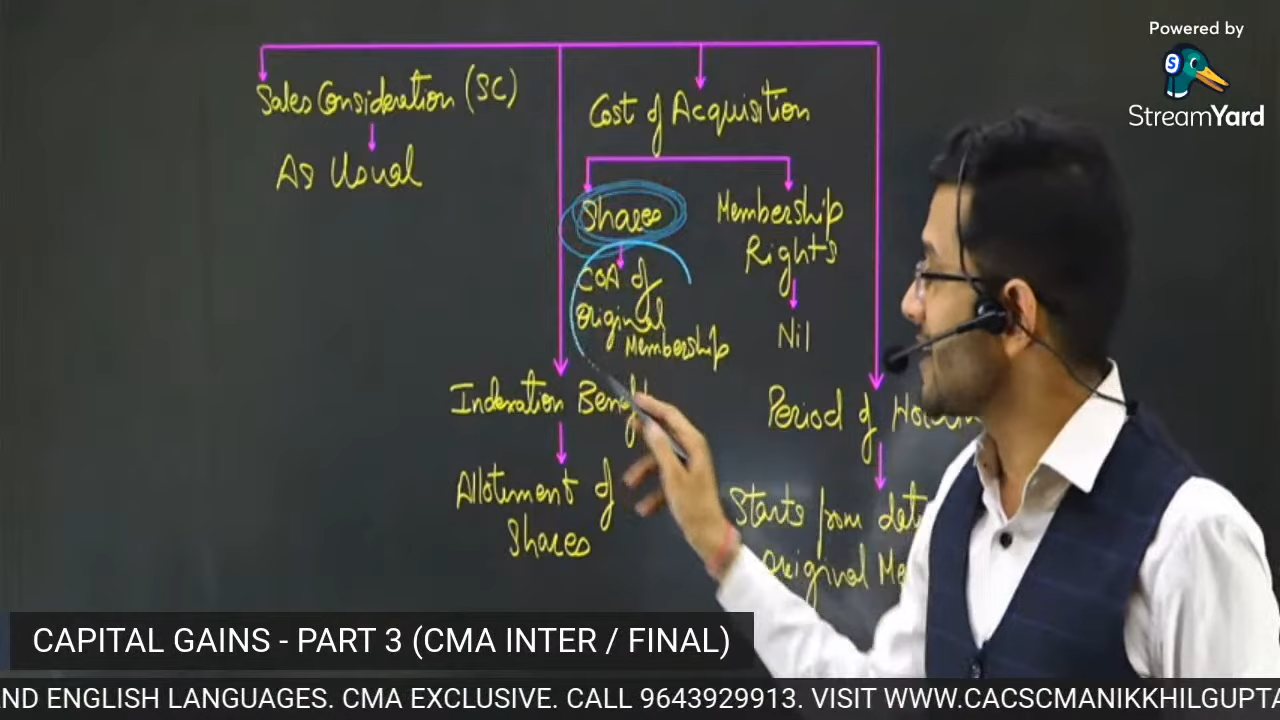 Powered by
StreamYard
Sales Consideration (SC)
As Usual
Cost of Acquisition
Shares
COA of
Original
Membership
Membership
Rights
Nil
Indexation
Allotment of
Shares
Period of
Starts from
Original
CAPITAL GAINS - PART 3 (CMA INTER / FINAL)
ND ENGLISH LANGUAGES. CMA EXCLUSIVE. CALL 9643929913. VISIT WWW.CACSCMANIKKHILGUPTA